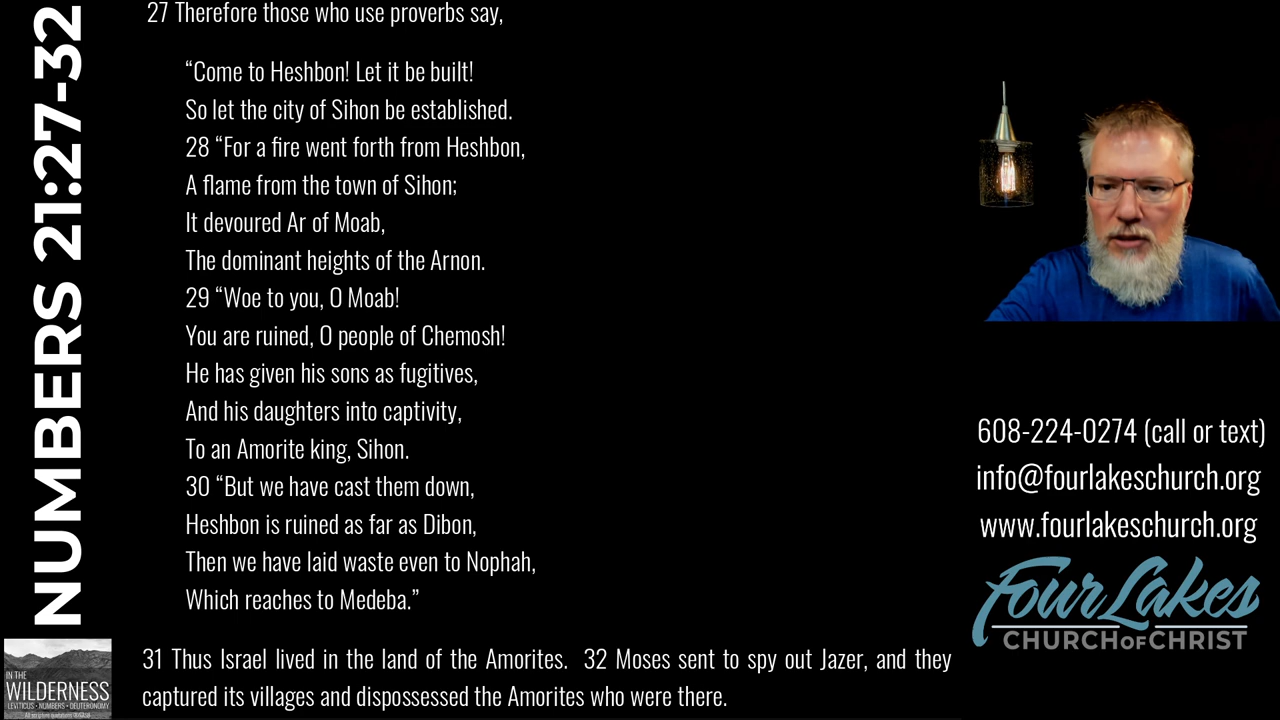 NUMBERS 21:27-32
27 Therefore those who use proverbs say,
“Come to Heshbon! Let it be built!
So let the city of Sihon be established.
28 “For a fire went forth from Heshbon,
A flame from the town of Sihon;
It devoured Ar of Moab,
The dominant heights of the Arnon.
29 “Woe to you, O Moab!
You are ruined, O people of Chemosh!
He has given his sons as fugitives,
And his daughters into captivity,
To an Amorite king, Sihon.
30 “But we have cast them down,
Heshbon is ruined as far as Dibon,
Then we have laid waste even to Nophah,
Which reaches to Medeba.”
31 Thus Israel lived in the land of the Amorites. 32 Moses sent to spy out Jazer, and they
captured its villages and dispossessed the Amorites who were there.
IN THE
WILDERNESS
LEVITICUS • NUMBERS • DEUTERONOMY
608-224-0274 (call or text)
info@fourlakeschurch.org
www.fourlakeschurch.org
Four Lakes
CHURCH OF CHRIST